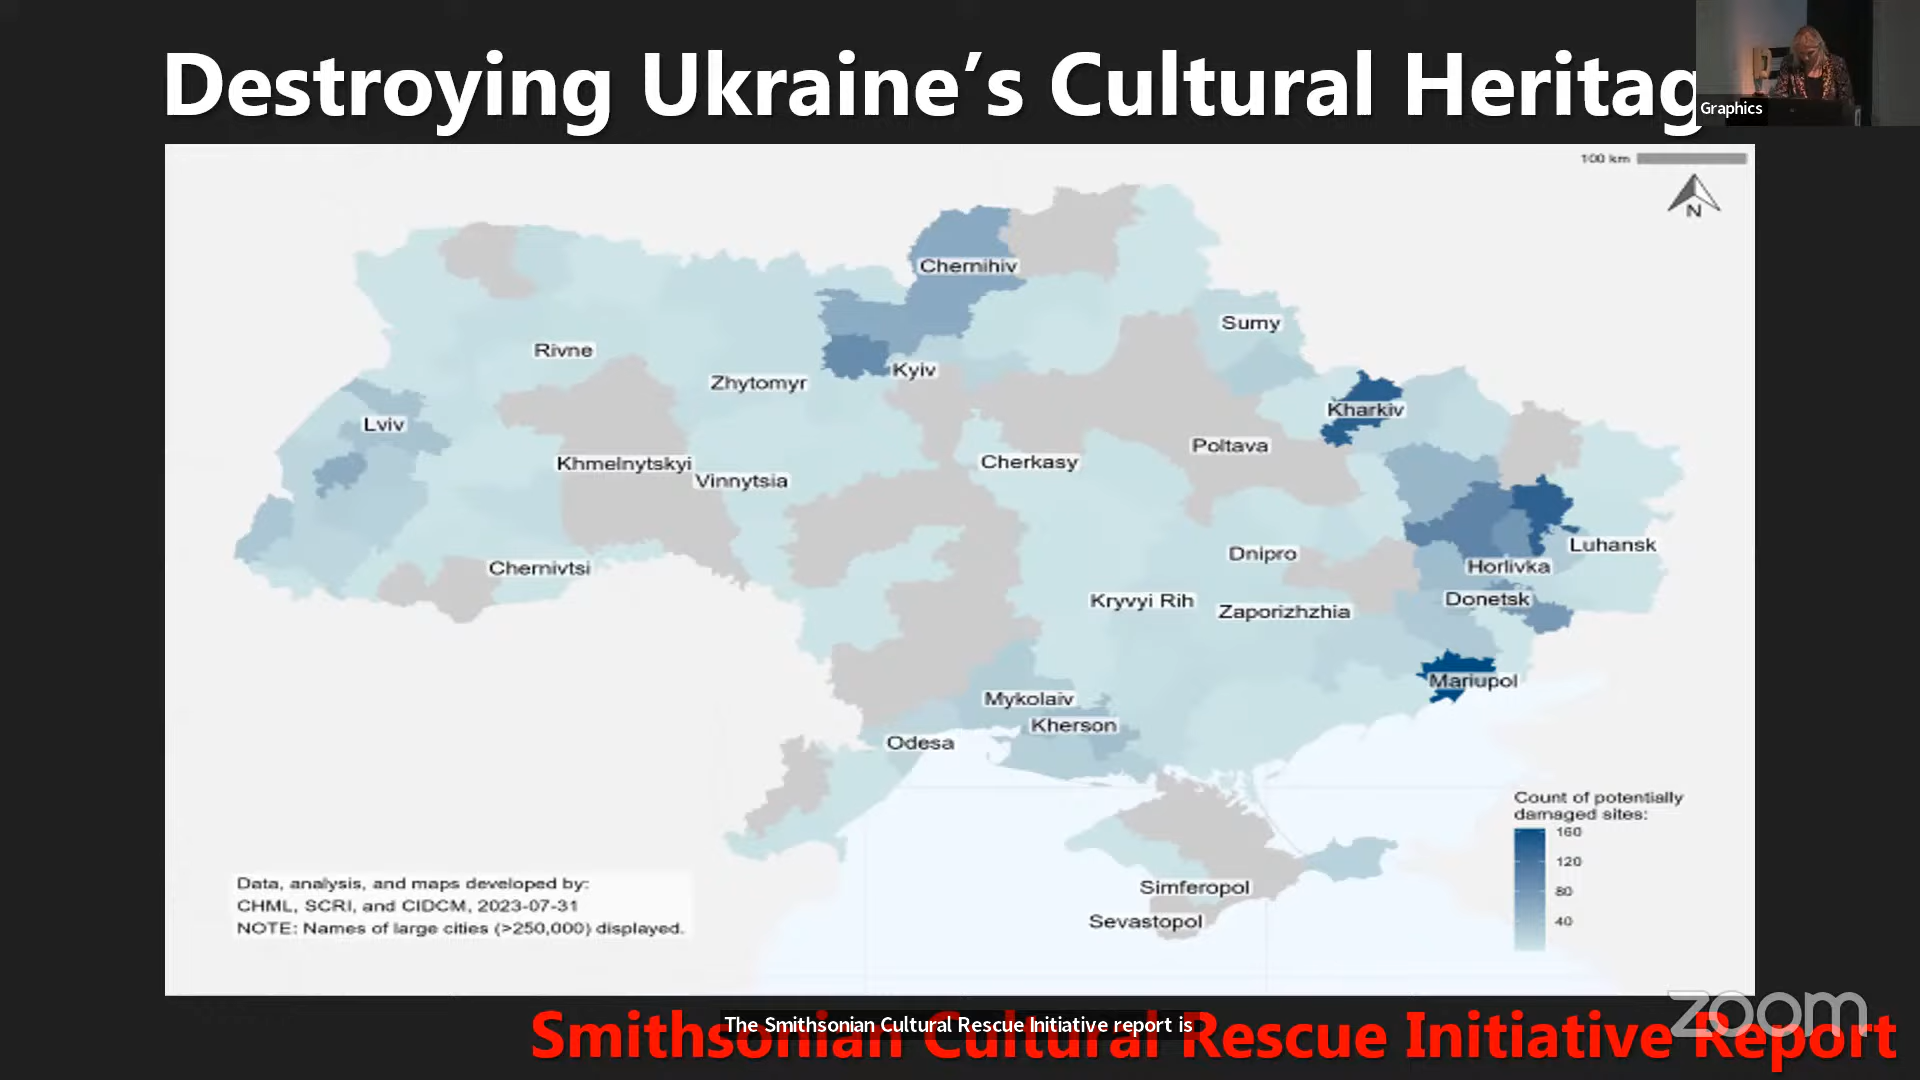 Destroying Ukraine’s Cultural Heritag
Graphics
100 km
N
Chernihiv
Sumy
Rivne
Kyiv
Zhytomyr
Kharkiv
Lviv
Poltava
Khmelnytskyi
Cherkasy
Vinnytsia
Luhansk
Dnipro
Horlivka
Chernivtsi
Donetsk
Kryvyi Rih
Zaporizhzhia
Mariupol
Mykolaiv
Kherson
Odesa
Count of potentially
damaged sites:
160
120
80
40
Simferopol
Sevastopol
Data, analysis, and maps developed by:
CHML, SCRI, and CIDCM, 2023-07-31
NOTE: Names of large cities (>250,000) displayed.
zoom
The Smithsonian Cultural Rescue Initiative report is
Smithsonian Cultural Rescue Initiative Report